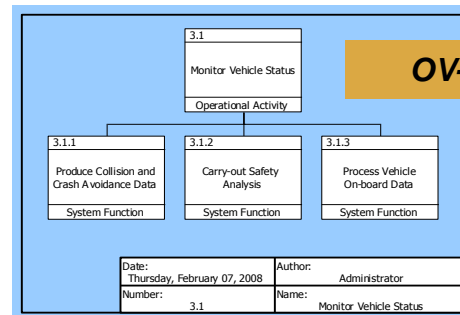 3.1
Monitor Vehicle Status
Operational Activity
OV-
3.1.1
Produce Collision and
Crash Avoidance Data
System Function
3.1.2
Carry-out Safety
Analysis
System Function
3.1.3
Process Vehicle
On-board Data
System Function
Date:
Thursday, February 07, 2008
Author:
Administrator
Number:
3.1
Name:
Monitor Vehicle Status